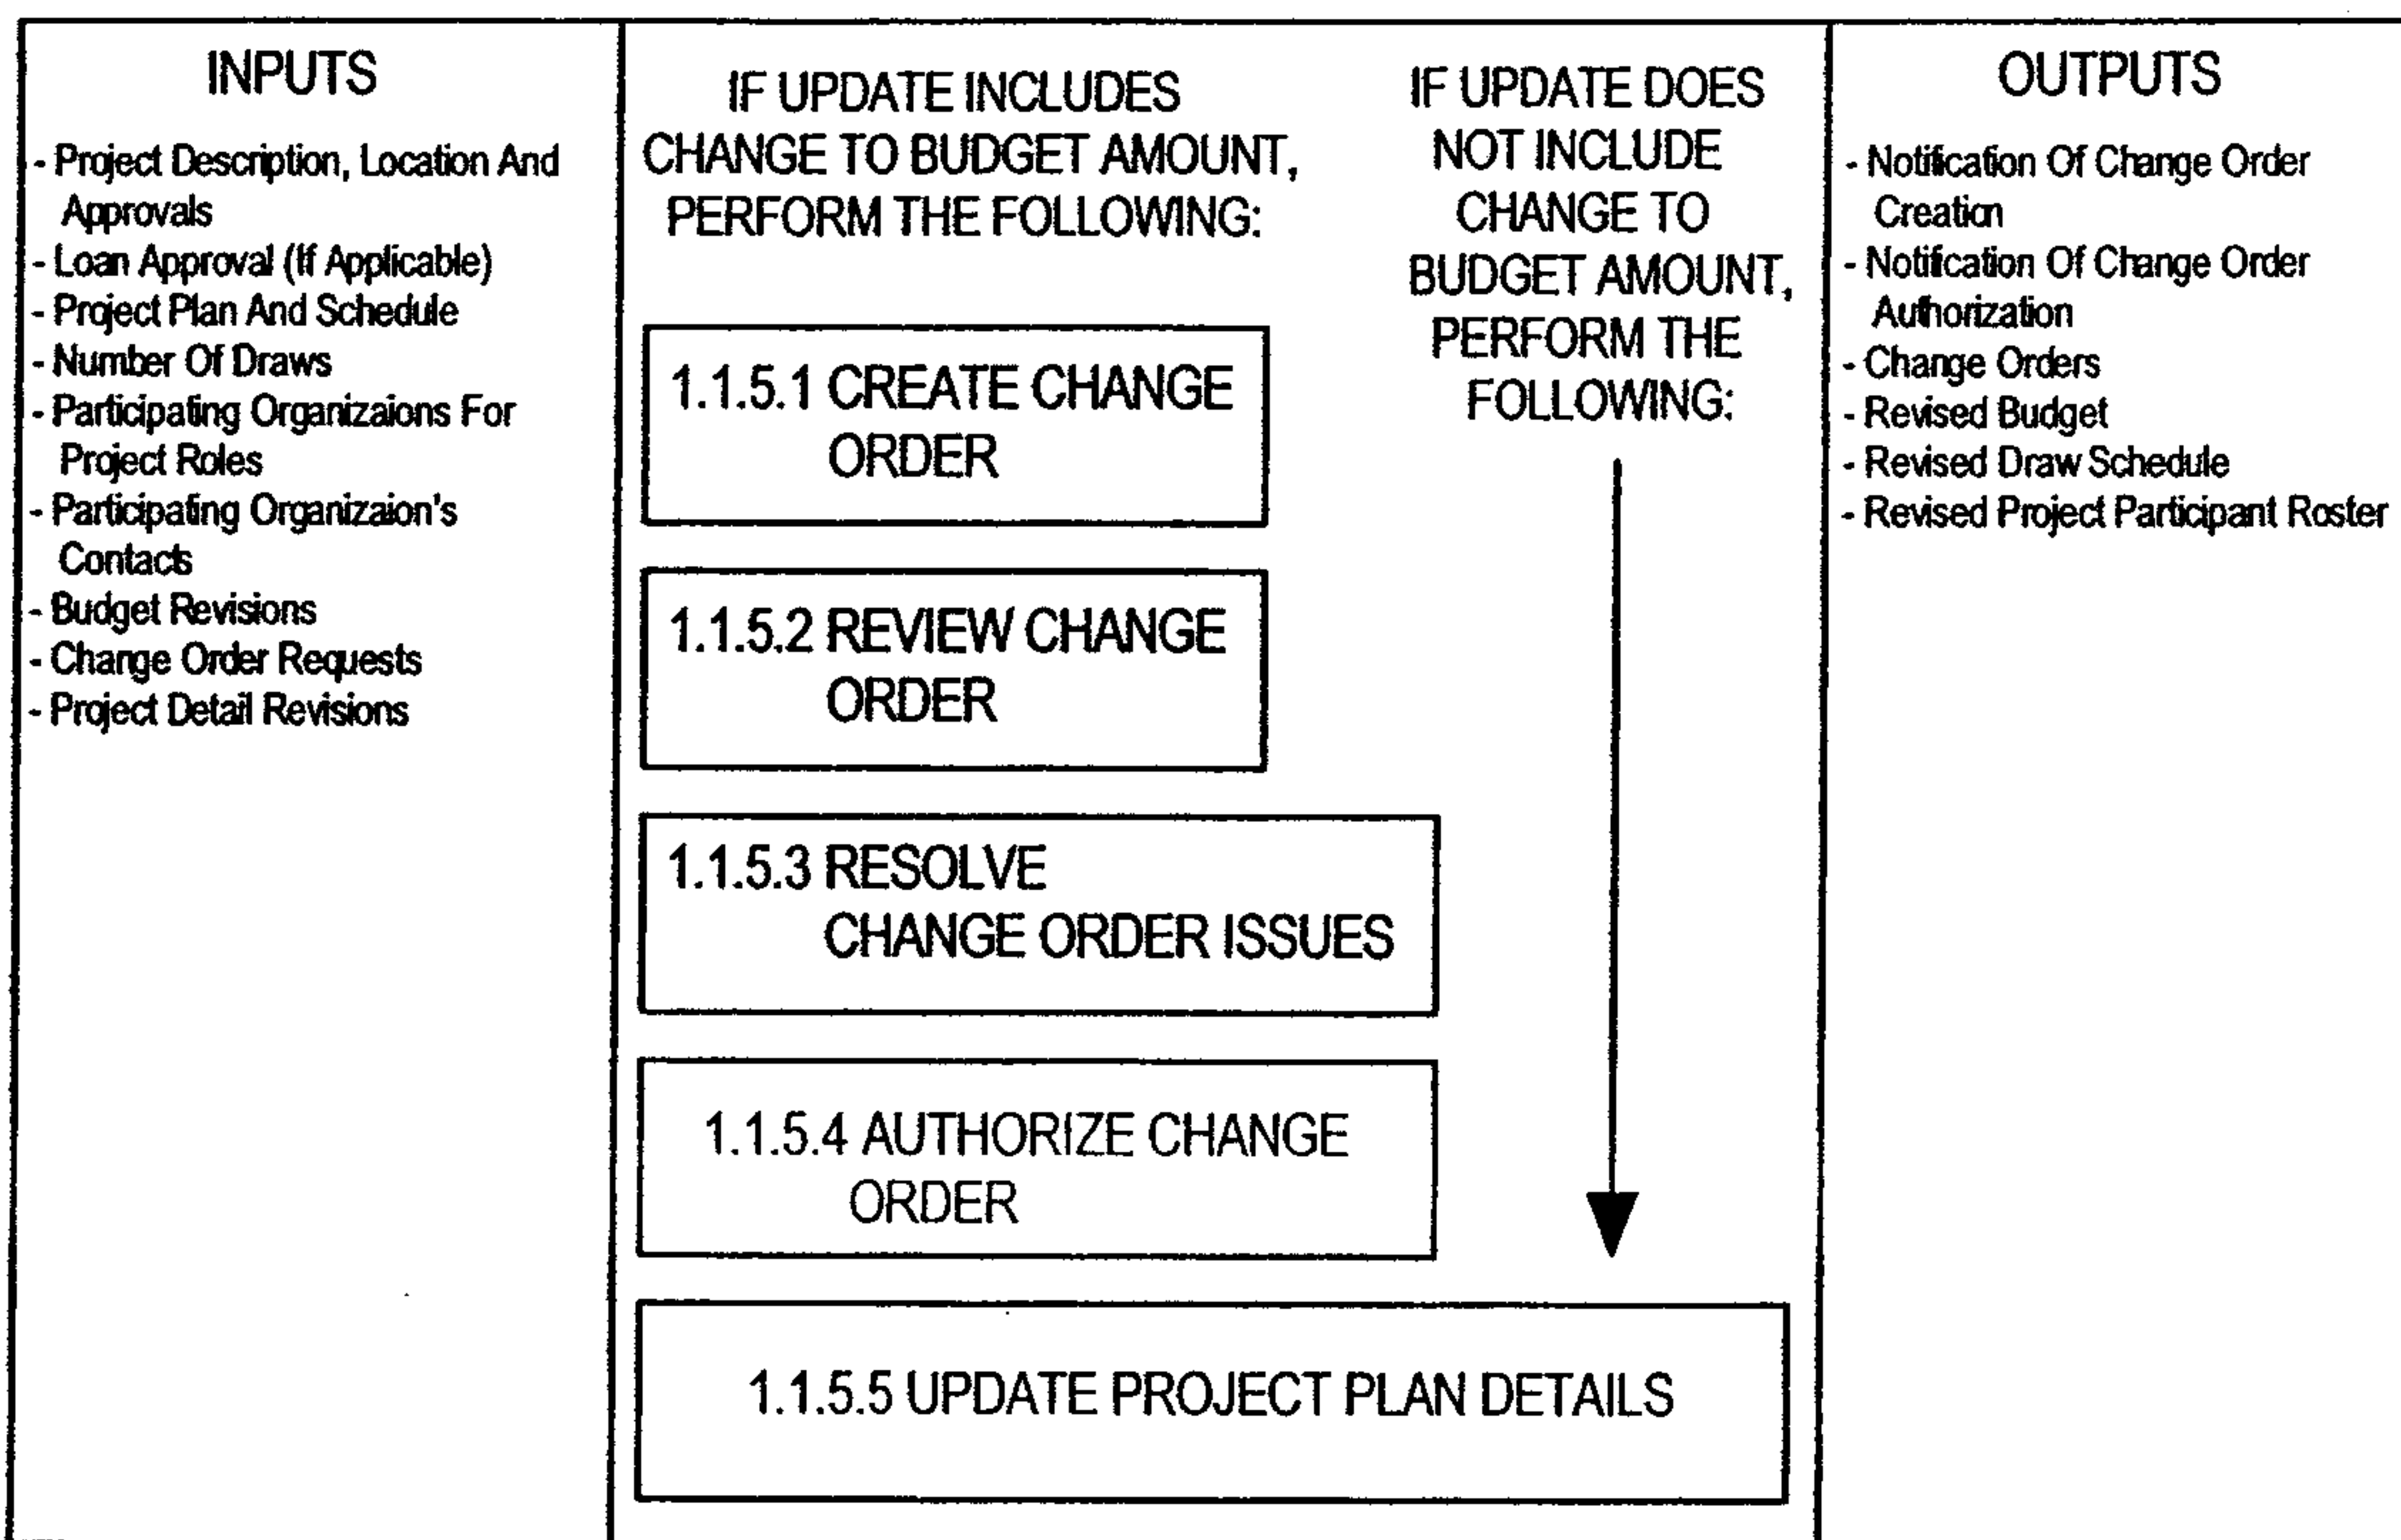 INPUTS
- Project Description, Location And
Approvals
- Loan Approval (If Applicable)
- Project Plan And Schedule
- Number Of Draws
- Participating Organizaions For
Project Roles
- Participating Organizaion's
Contacts
- Budget Revisions
- Change Order Requests
- Project Detail Revisions
IF UPDATE INCLUDES
CHANGE TO BUDGET AMOUNT,
PERFORM THE FOLLOWING:
1.1.5.1 CREATE CHANGE
ORDER
1.1.5.2 REVIEW CHANGE
ORDER
1.1.5.3 RESOLVE
CHANGE ORDER ISSUES
1.1.5.4 AUTHORIZE CHANGE
ORDER
IF UPDATE DOES
NOT INCLUDE
CHANGE TO
BUDGET AMOUNT,
PERFORM THE
FOLLOWING:
1.1.5.5 UPDATE PROJECT PLAN DETAILS
OUTPUTS
- Notification Of Change Order
Creation
- Notification Of Change Order
Authorization
- Change Orders
- Revised Budget
- Revised Draw Schedule
- Revised Project Participant Roster